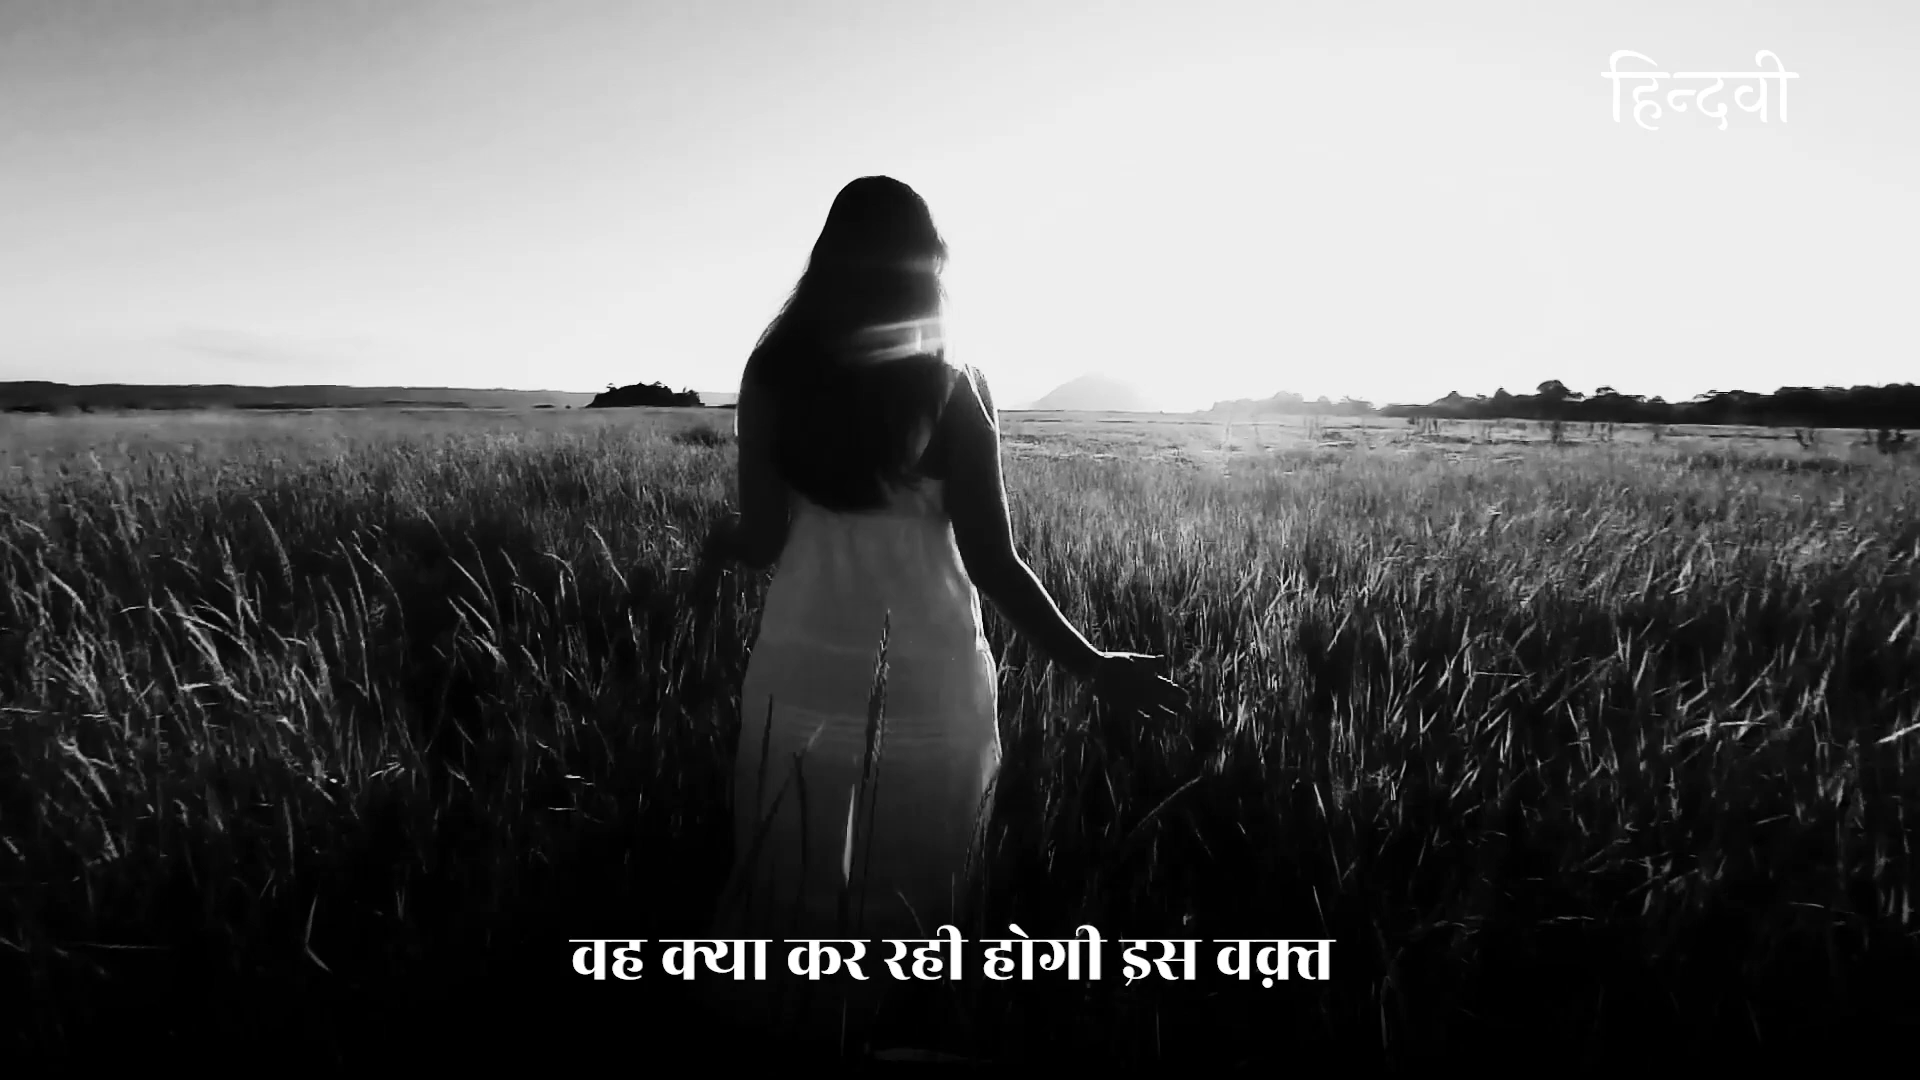 हिन्दवी
वह क्या कर रही होगी इस वक़्त